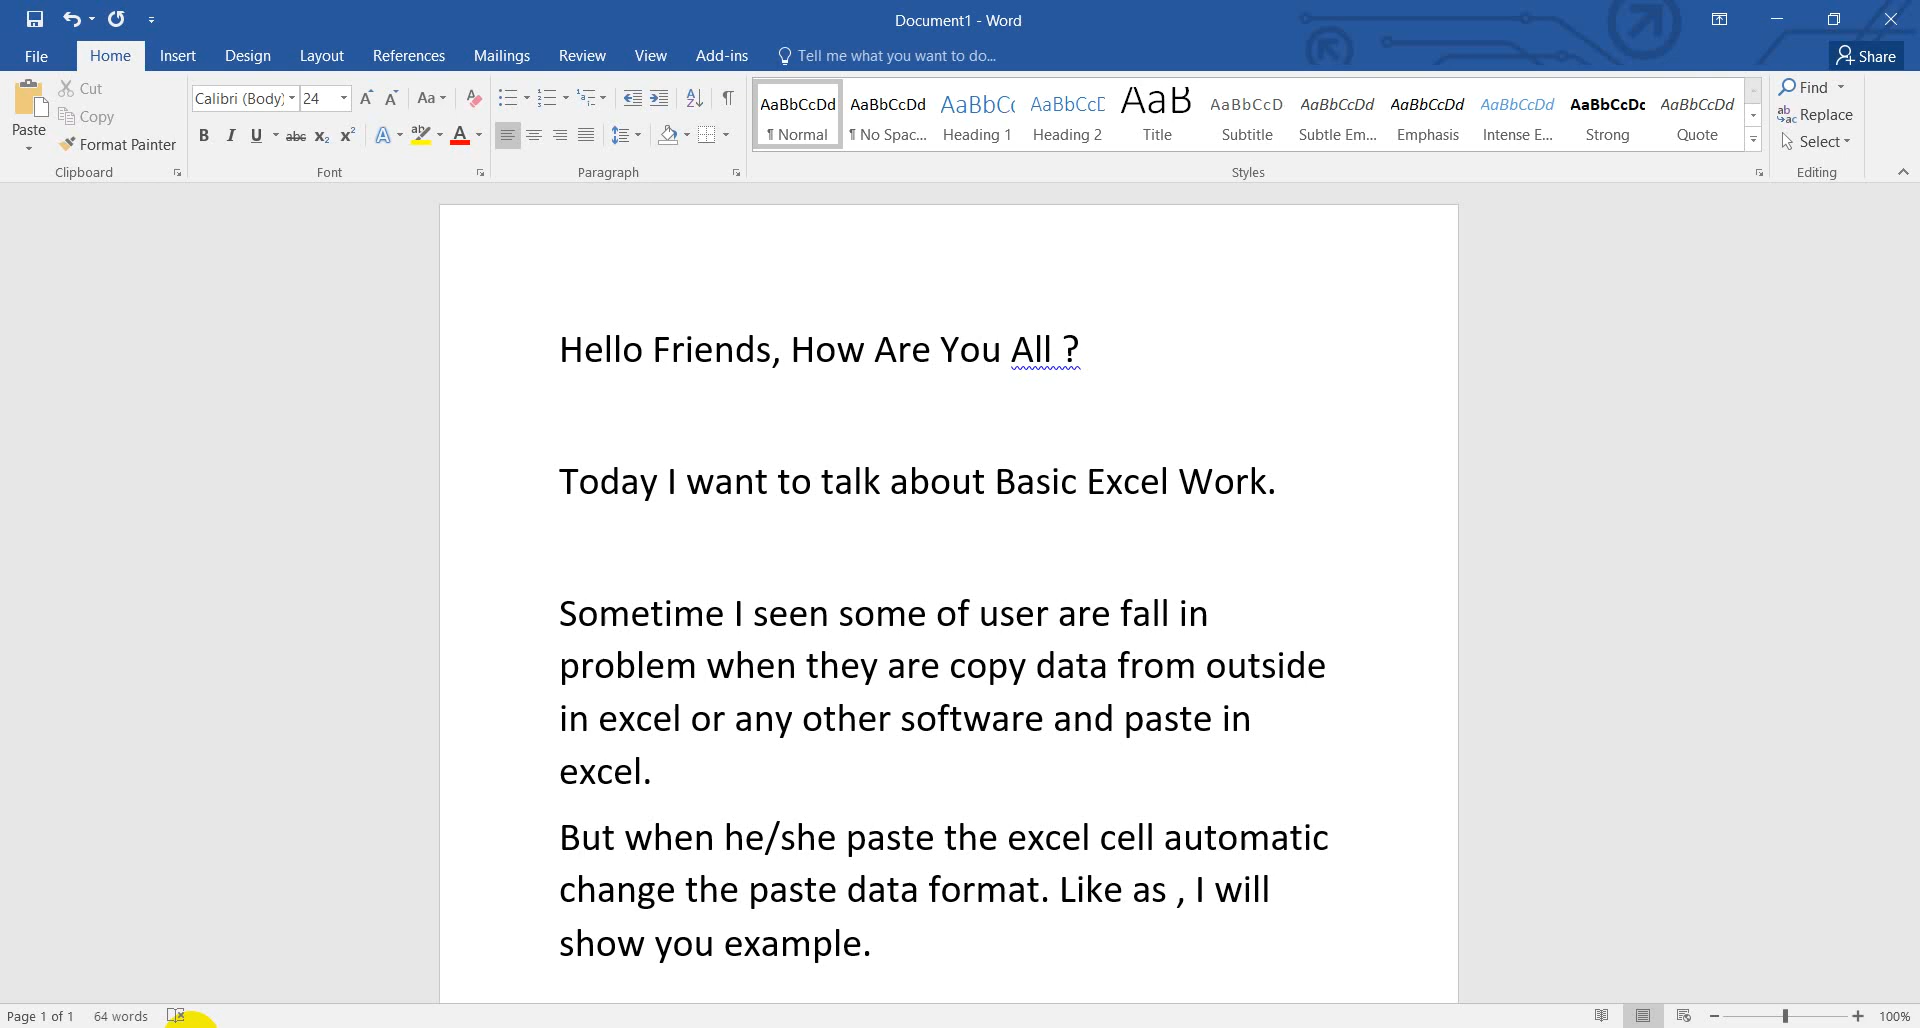 Document1 - Word
File Home Insert Design Layout References Mailings Review View Add-ins Tell me what you want to do... Share
Paste Cut Copy Format Painter Clipboard
Calibri (Body) 24 Aa
B I U abc X₂ X² A ab A Font
Paragraph
AaBbCcDd AaBbCcDd AaBbCc AaBbCcD AaB AaBbCcD AaBbCcDd AaBbCcDd AaBbCcDd AaBbCcDc AaBbCcDd
¶ Normal ¶ No Spac... Heading 1 Heading 2 Title Subtitle Subtle Em... Emphasis Intense E... Strong Quote
Styles
Find
Replace
Select
Editing
Hello Friends, How Are You All ?
Today I want to talk about Basic Excel Work.
Sometime I seen some of user are fall in
problem when they are copy data from outside
in excel or any other software and paste in
excel.
But when he/she paste the excel cell automatic
change the paste data format. Like as , I will
show you example.
Page 1 of 1 64 words 100%